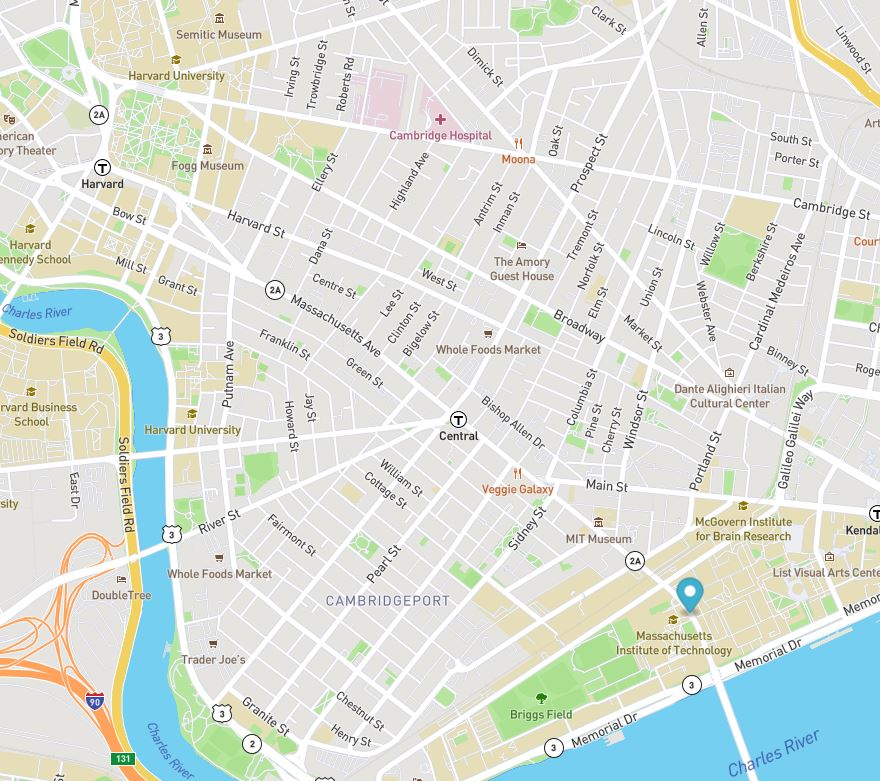 Clark St
Allen St
Semitic Museum
Linwood St
Dimick St
Harvard University
Irving St
Trowbridge St
Roberts Rd
2A
Cambridge Hospital
Oak St
South St
Moona
Porter St
Prospect St
Fogg Museum
Harvard
Ellery St
Highland Ave
Antrim St
Inman St
Cambridge St
Bow St
Harvard St
Tremont St
Lincoln St
Willow St
Berkshire St
Harvard
Dana St
Norfolk St
The Amory
Guest House
Mill St
Grant St
Centre St
West St
Union St
Cardinal Medeiros Ave
2A
Elm St
Webster Ave
Charles River
Lee St
Clinton St
Bigelow St
Massachusetts Ave
Broadway
Market St
3
Soldiers Field Rd
Franklin St
Whole Foods Market
Binney St
Green St
Putnam Ave
Dante Alighieri Italian
Cultural Center
Business
School
Jay St
Howard St
Columbia St
Pine St
Cherry St
Windsor St
Galileo Galilei Way
Harvard University
Central
Bishop Allen Dr
Portland St
Soldiers Field Rd
East Dr
William St
Cottage St
Veggie Galaxy
Main St
River St
3
Sidney St
MIT Museum
McGovern Institute
for Brain Research
Fairmont St
Pearl St
2A
Whole Foods Market
DoubleTree
List Visual Arts
CAMBRIDGEPORT
Massachusetts
Institute of Technology
Trader Joe's
Memorial Dr
3
90
Chestnut St
3
Granite St
Briggs Field
Henry St
Memorial Dr
2
3
131
Charles River
Charles River